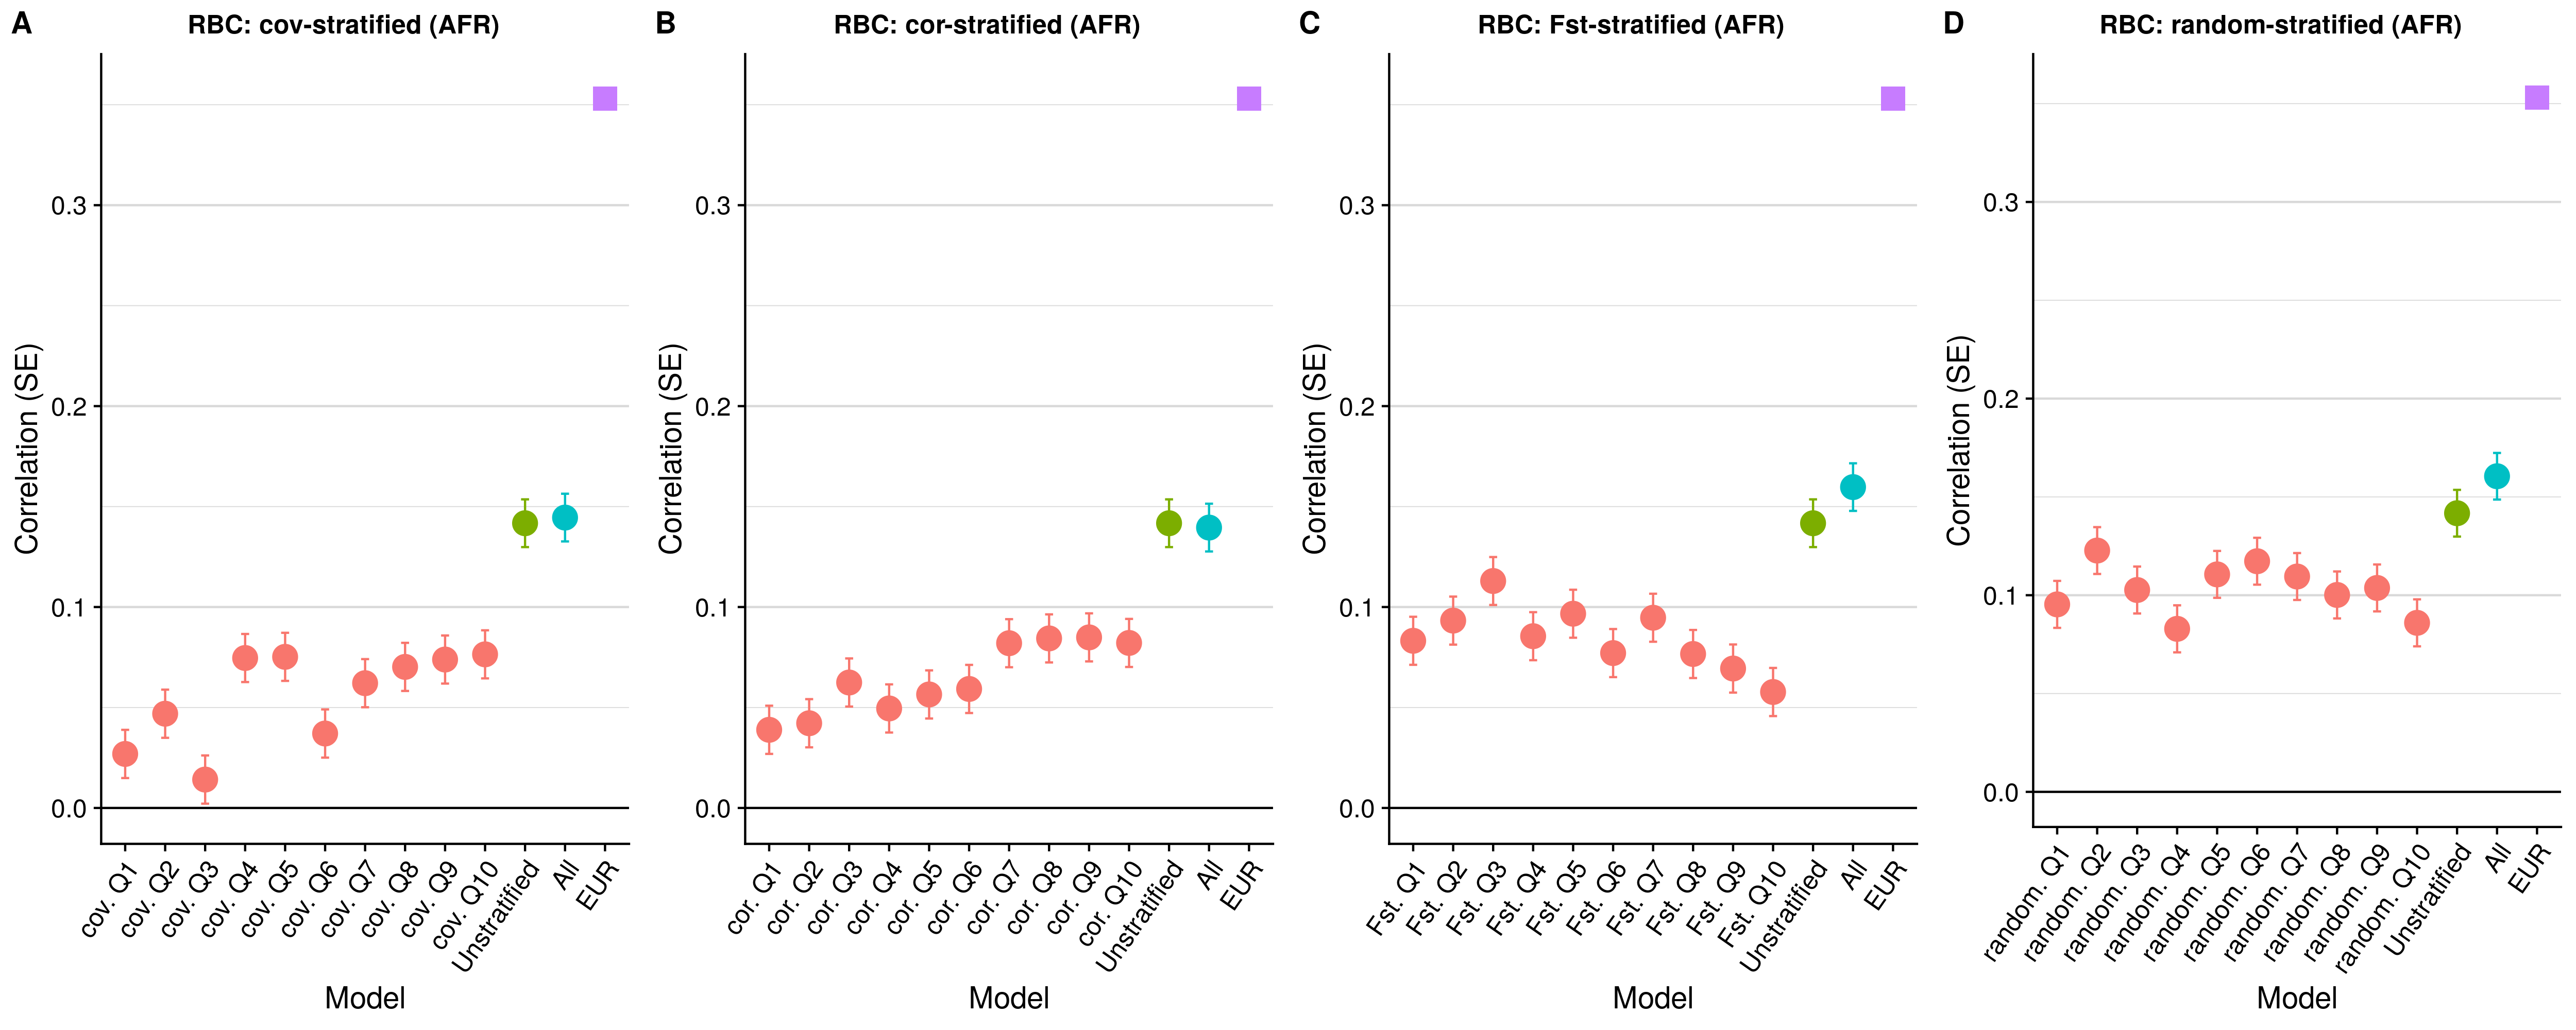 A
RBC: cov-stratified (AFR)
Correlation (SE)
0.3
0.2
0.1
0.0
cov. Q1
cov. Q2
cov. Q3
cov. Q4
cov. Q5
cov. Q6
cov. Q7
cov. Q8
cov. Q9
cov. Q10
Unstratified
All
EUR
Model
B
RBC: cor-stratified (AFR)
Correlation (SE)
0.3
0.2
0.1
0.0
cor. Q1
cor. Q2
cor. Q3
cor. Q4
cor. Q5
cor. Q6
cor. Q7
cor. Q8
cor. Q9
cor. Q10
Unstratified
All
EUR
Model
C
RBC: Fst-stratified (AFR)
Correlation (SE)
0.3
0.2
0.1
0.0
Fst. Q1
Fst. Q2
Fst. Q3
Fst. Q4
Fst. Q5
Fst. Q6
Fst. Q7
Fst. Q8
Fst. Q9
Fst. Q10
Unstratified
All
EUR
Model
D
RBC: random-stratified (AFR)
Correlation (SE)
0.3
0.2
0.1
0.0
random. Q1
random. Q2
random. Q3
random. Q4
random. Q5
random. Q6
random. Q7
random. Q8
random. Q9
random. Q10
Unstratified
All
EUR
Model